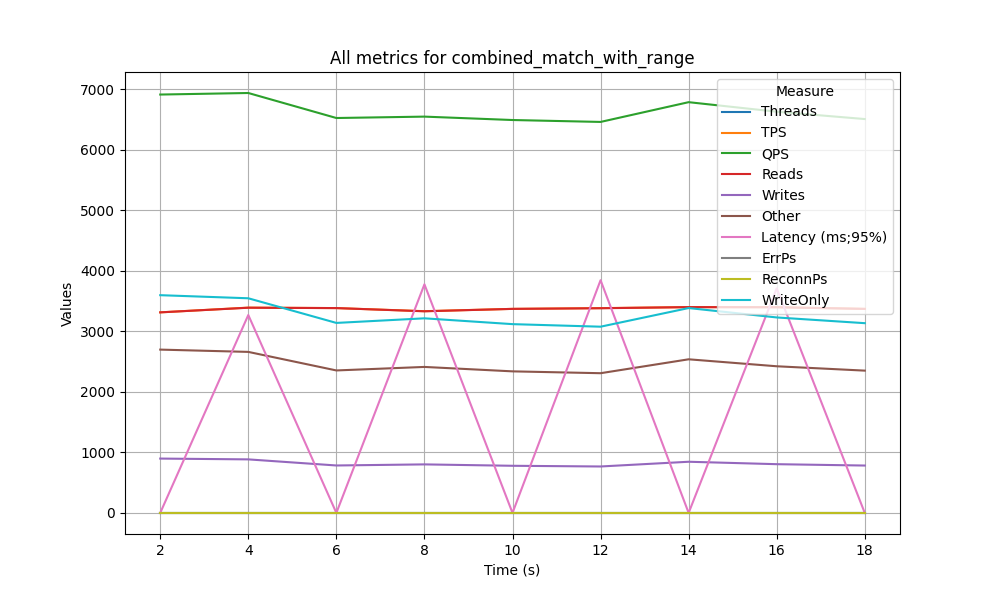 All metrics for combined_match_with_range
Measure
Threads
TPS
QPS
Reads
Writes
Other
Latency (ms;95%)
ErrPs
ReconnPs
WriteOnly
Values
7000
6000
5000
4000
3000
2000
1000
0
2 4 6 8 10 12 14 16 18
Time (s)